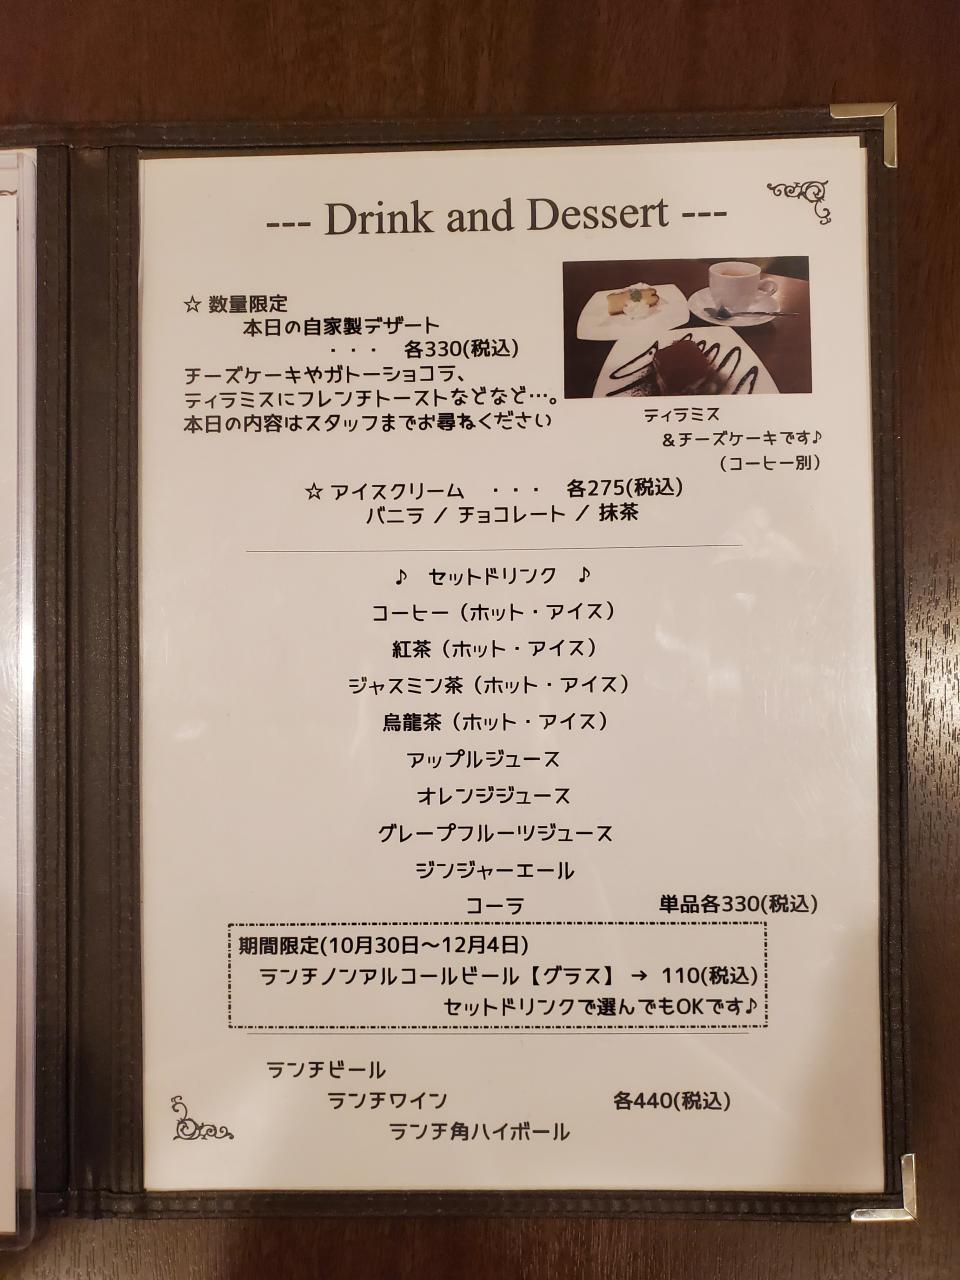 --- Drink and Dessert ---
☆ 数量限定
本日の自家製デザート
・・・ 各330(税込)
チーズケーキやガトーショコラ、
ティラミスにフレンチトーストなどなど…。
本日の内容はスタッフまでお尋ねください
ティラミス
&チーズケーキです♪
(コーヒー別)
☆ アイスクリーム ・・・ 各275(税込)
バニラ / チョコレート / 抹茶
♪ セットドリンク ♪
コーヒー(ホット・アイス)
紅茶(ホット・アイス)
ジャスミン茶(ホット・アイス)
烏龍茶(ホット・アイス)
アップルジュース
オレンジジュース
グレープフルーツジュース
ジンジャーエール
コーラ 単品各330(税込)
期間限定(10月30日～12月4日)
ランチノンアルコールビール【グラス】 → 110(税込)
セットドリンクで選んでもOKです♪
ランチビール
ランチワイン 各440(税込)
ランチ角ハイボール